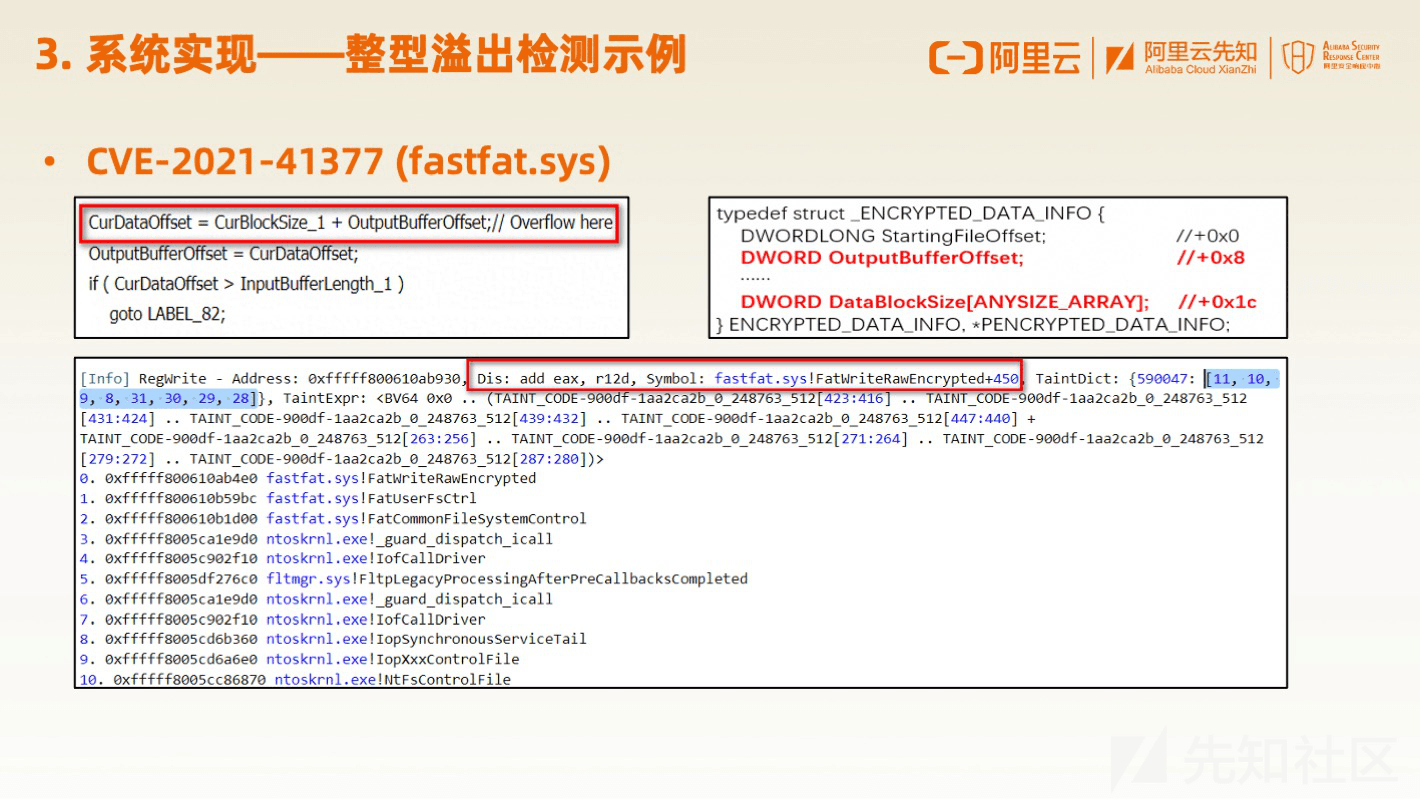 3. 系统实现——整型溢出检测示例
阿里云
阿里云先知
Alibaba Cloud XianZhi
ALIBABA SECURITY
RESPONSE CENTER
阿里安全响应中心
• CVE-2021-41377 (fastfat.sys)
CurDataOffset = CurBlockSize_1 + OutputBufferOffset;// Overflow here
OutputBufferOffset = CurDataOffset;
if ( CurDataOffset > InputBufferLength_1 )
goto LABEL_82;
typedef struct _ENCRYPTED_DATA_INFO {
DWORDLONG StartingFileOffset; //+0x0
DWORD OutputBufferOffset; //+0x8
······
DWORD DataBlockSize[ANYSIZE_ARRAY]; //+0x1c
} ENCRYPTED_DATA_INFO, *PENCRYPTED_DATA_INFO;
[Info] RegWrite - Address: 0xfffff800610ab930, Dis: add eax, r12d, Symbol: fastfat.sys!FatWriteRawEncrypted+450, TaintDict: {590047: [11, 10,
9, 8, 31, 30, 29, 28]}, TaintExpr: <BV64 0x0 .. (TAINT_CODE-900df-1aa2ca2b_0_248763_512[423:416] .. TAINT_CODE-900df-1aa2ca2b_0_248763_512
[431:424] .. TAINT_CODE-900df-1aa2ca2b_0_248763_512[439:432] .. TAINT_CODE-900df-1aa2ca2b_0_248763_512[447:440] +
TAINT_CODE-900df-1aa2ca2b_0_248763_512[263:256] .. TAINT_CODE-900df-1aa2ca2b_0_248763_512[271:264] .. TAINT_CODE-900df-1aa2ca2b_0_248763_512
[279:272] .. TAINT_CODE-900df-1aa2ca2b_0_248763_512[287:280])>
0. 0xfffff800610ab4e0 fastfat.sys!FatWriteRawEncrypted
1. 0xfffff800610b59bc fastfat.sys!FatUserFsCtrl
2. 0xfffff800610b1d00 fastfat.sys!FatCommonFileSystemControl
3. 0xfffff8005ca1e9d0 ntoskrnl.exe!_guard_dispatch_icall
4. 0xfffff8005c902f10 ntoskrnl.exe!IofCallDriver
5. 0xfffff8005df276c0 fltmgr.sys!FltpLegacyProcessingAfterPreCallbacksCompleted
6. 0xfffff8005ca1e9d0 ntoskrnl.exe!_guard_dispatch_icall
7. 0xfffff8005c902f10 ntoskrnl.exe!IofCallDriver
8. 0xfffff8005cd6b360 ntoskrnl.exe!IopSynchronousServiceTail
9. 0xfffff8005cd6a6e0 ntoskrnl.exe!IopXxxControlFile
10. 0xfffff8005cc86870 ntoskrnl.exe!NtFsControlFile
先知社区